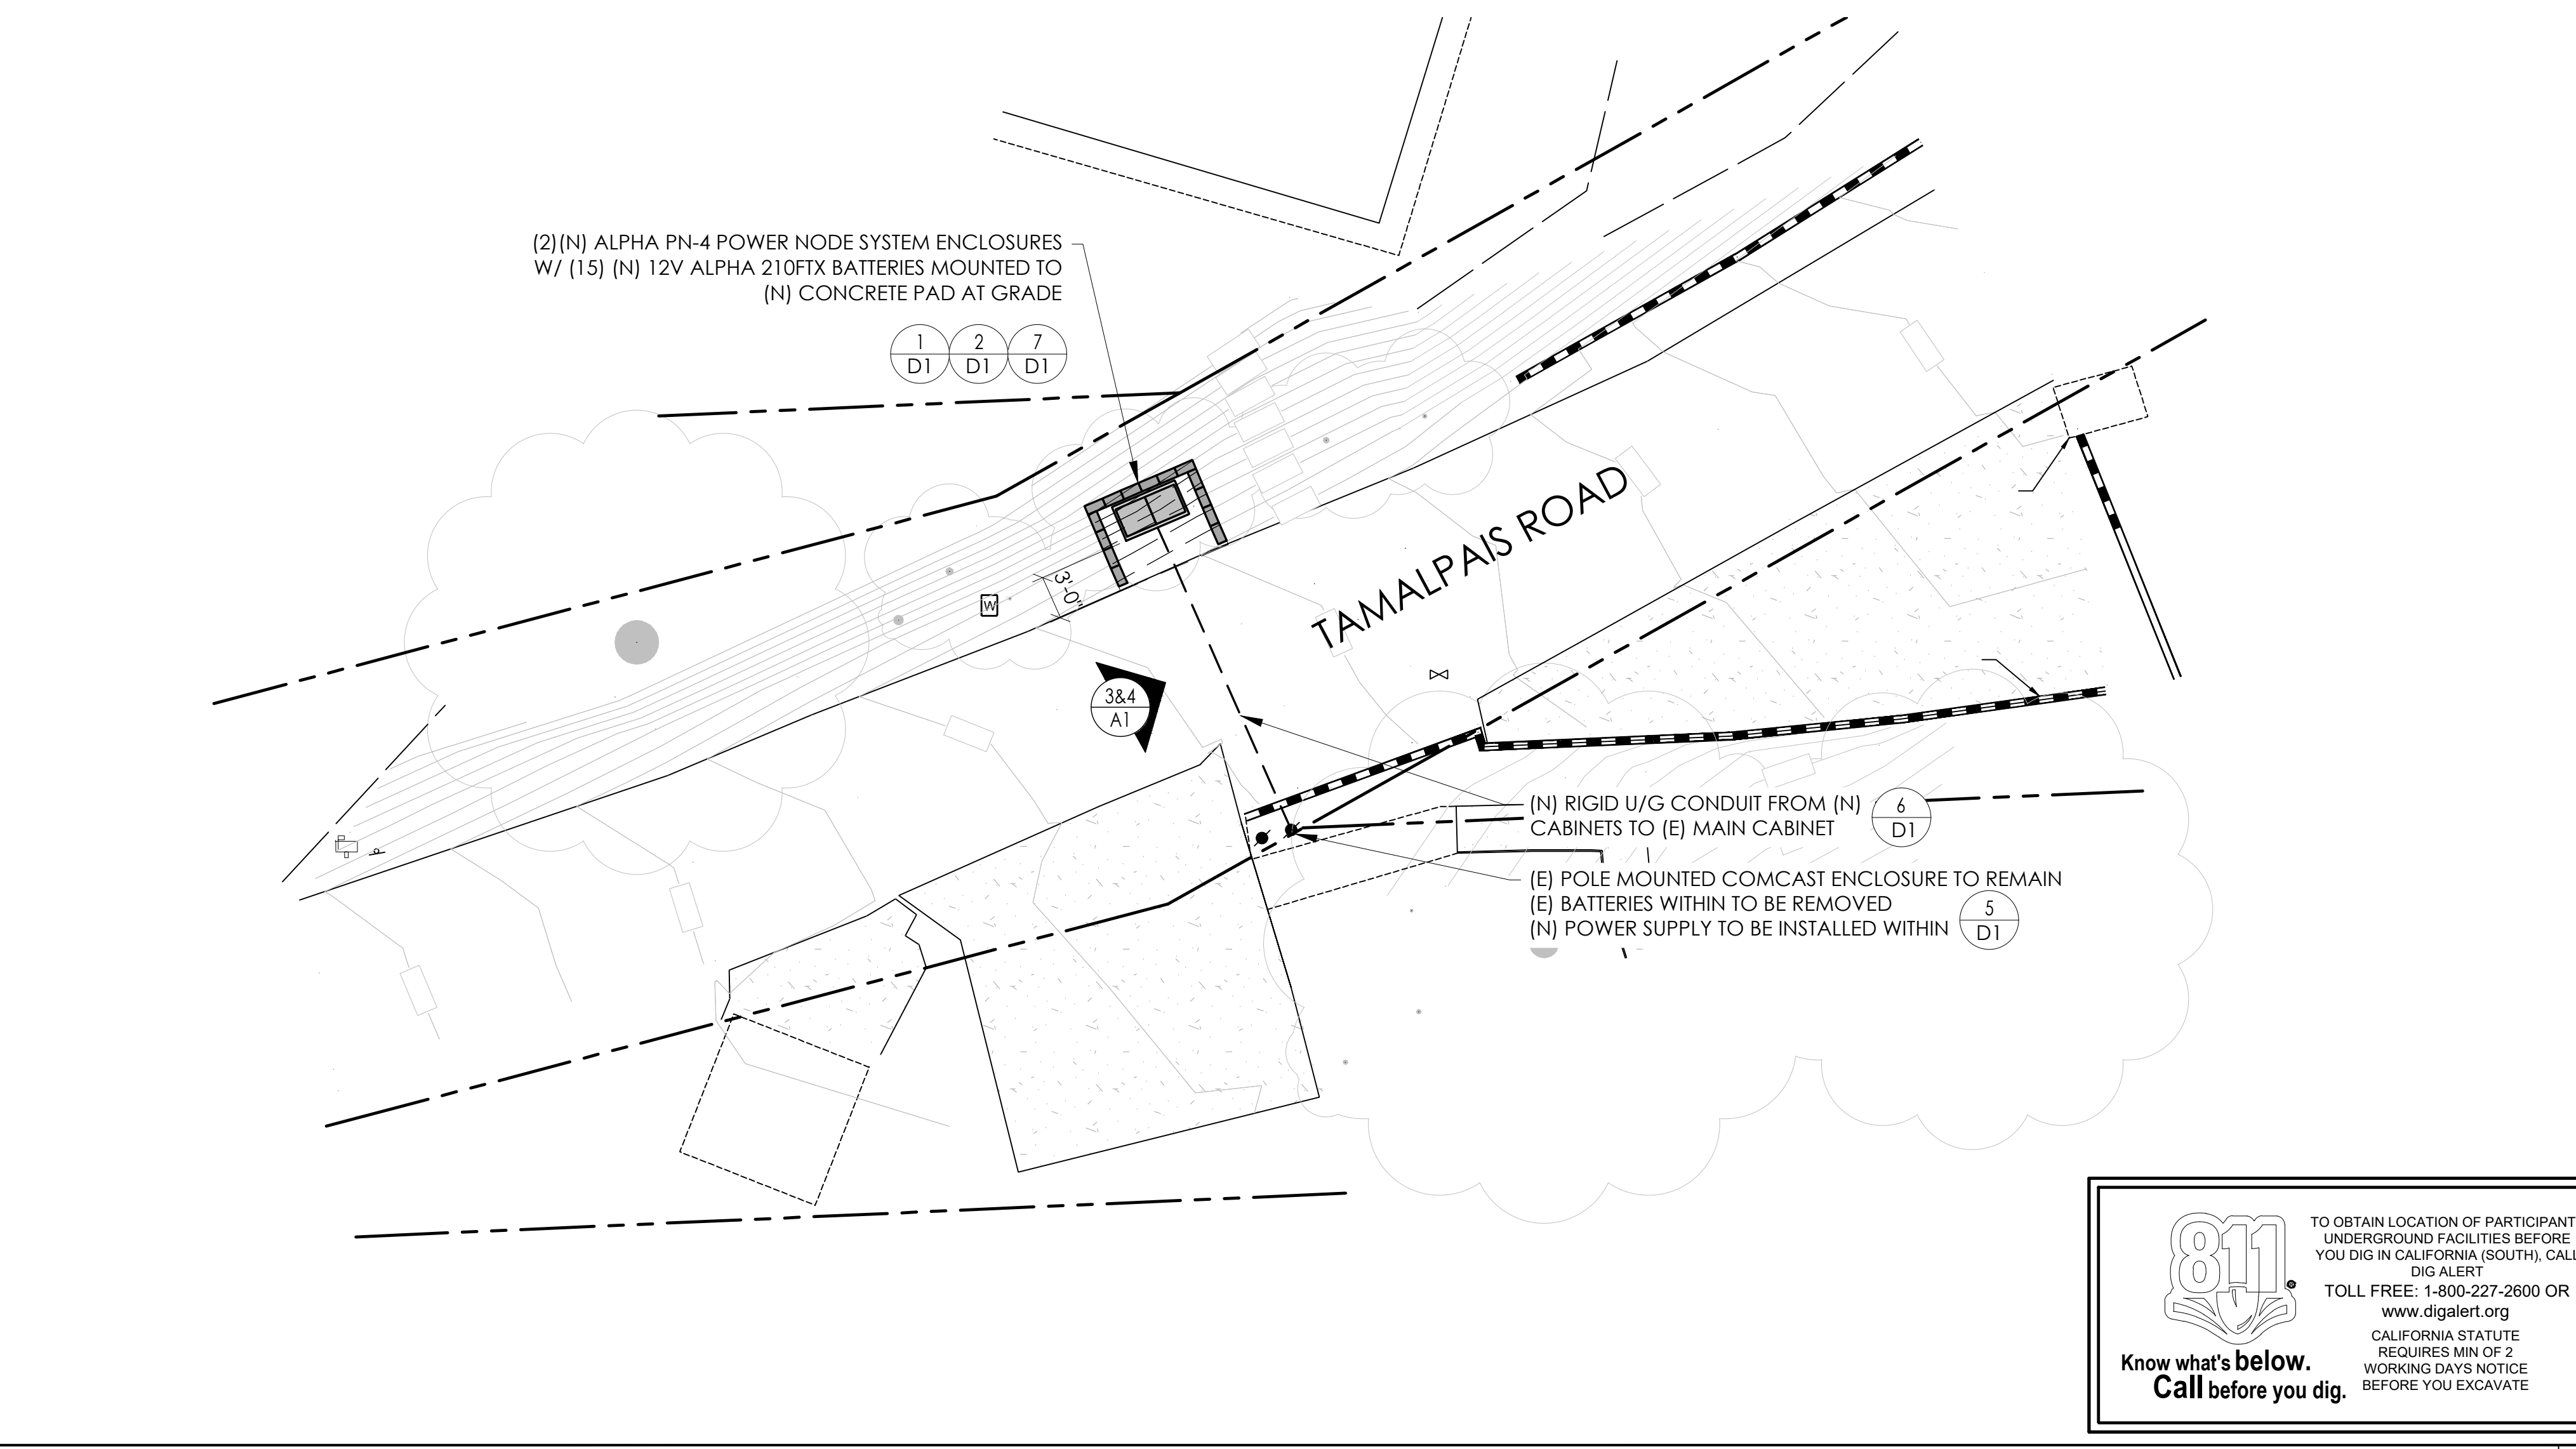 (2)(N) ALPHA PN-4 POWER NODE SYSTEM ENCLOSURES
W/ (15) (N) 12V ALPHA 210FTX BATTERIES MOUNTED TO
(N) CONCRETE PAD AT GRADE
1
D1
2
D1
7
D1
TAMALPAIS ROAD
3'-0"
W
3&4
A1
(N) RIGID U/G CONDUIT FROM (N)
CABINETS TO (E) MAIN CABINET
6
D1
(E) POLE MOUNTED COMCAST ENCLOSURE TO REMAIN
(E) BATTERIES WITHIN TO BE REMOVED
(N) POWER SUPPLY TO BE INSTALLED WITHIN
5
D1
811
Know what's below.
Call before you dig.
TO OBTAIN LOCATION OF PARTICIPANT
UNDERGROUND FACILITIES BEFORE
YOU DIG IN CALIFORNIA (SOUTH), CALL
DIG ALERT
TOLL FREE: 1-800-227-2600 OR
www.digalert.org
CALIFORNIA STATUTE
REQUIRES MIN OF 2
WORKING DAYS NOTICE
BEFORE YOU EXCAVATE